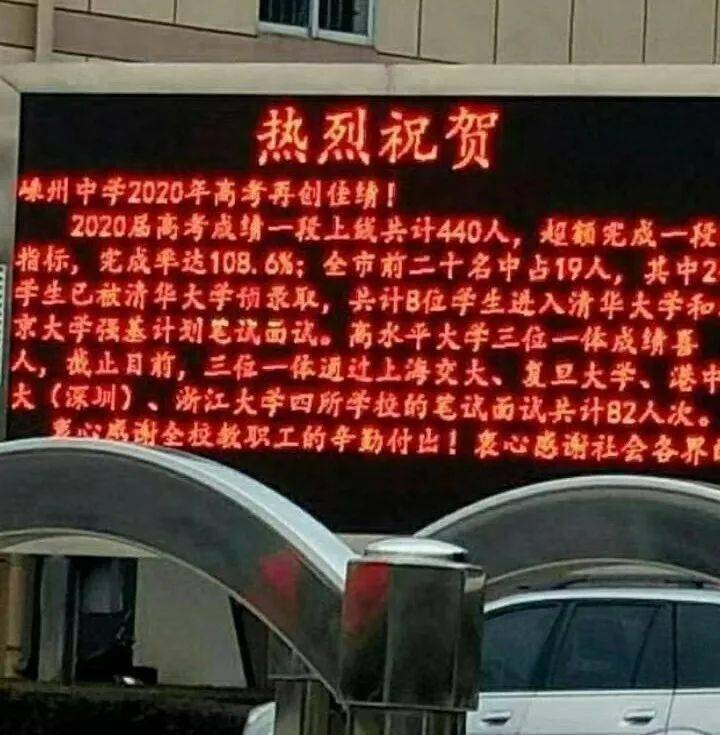 热烈祝贺
嵊州中学2020年高考再创佳绩！
2020届高考成绩一段上线共计440人，超额完成一段
指标，完成率达108.6%；全市前二十名中占19人，其中2
学生已被清华大学预录取，共计8位学生进入清华大学和
京大学强基计划笔试面试。高水平大学三位一体成绩喜
人，截止目前，三位一体通过上海交大、复旦大学、港中
大（深圳）、浙江大学四所学校的笔试面试共计82人次。
衷心感谢全校教职工的辛勤付出！衷心感谢社会各界